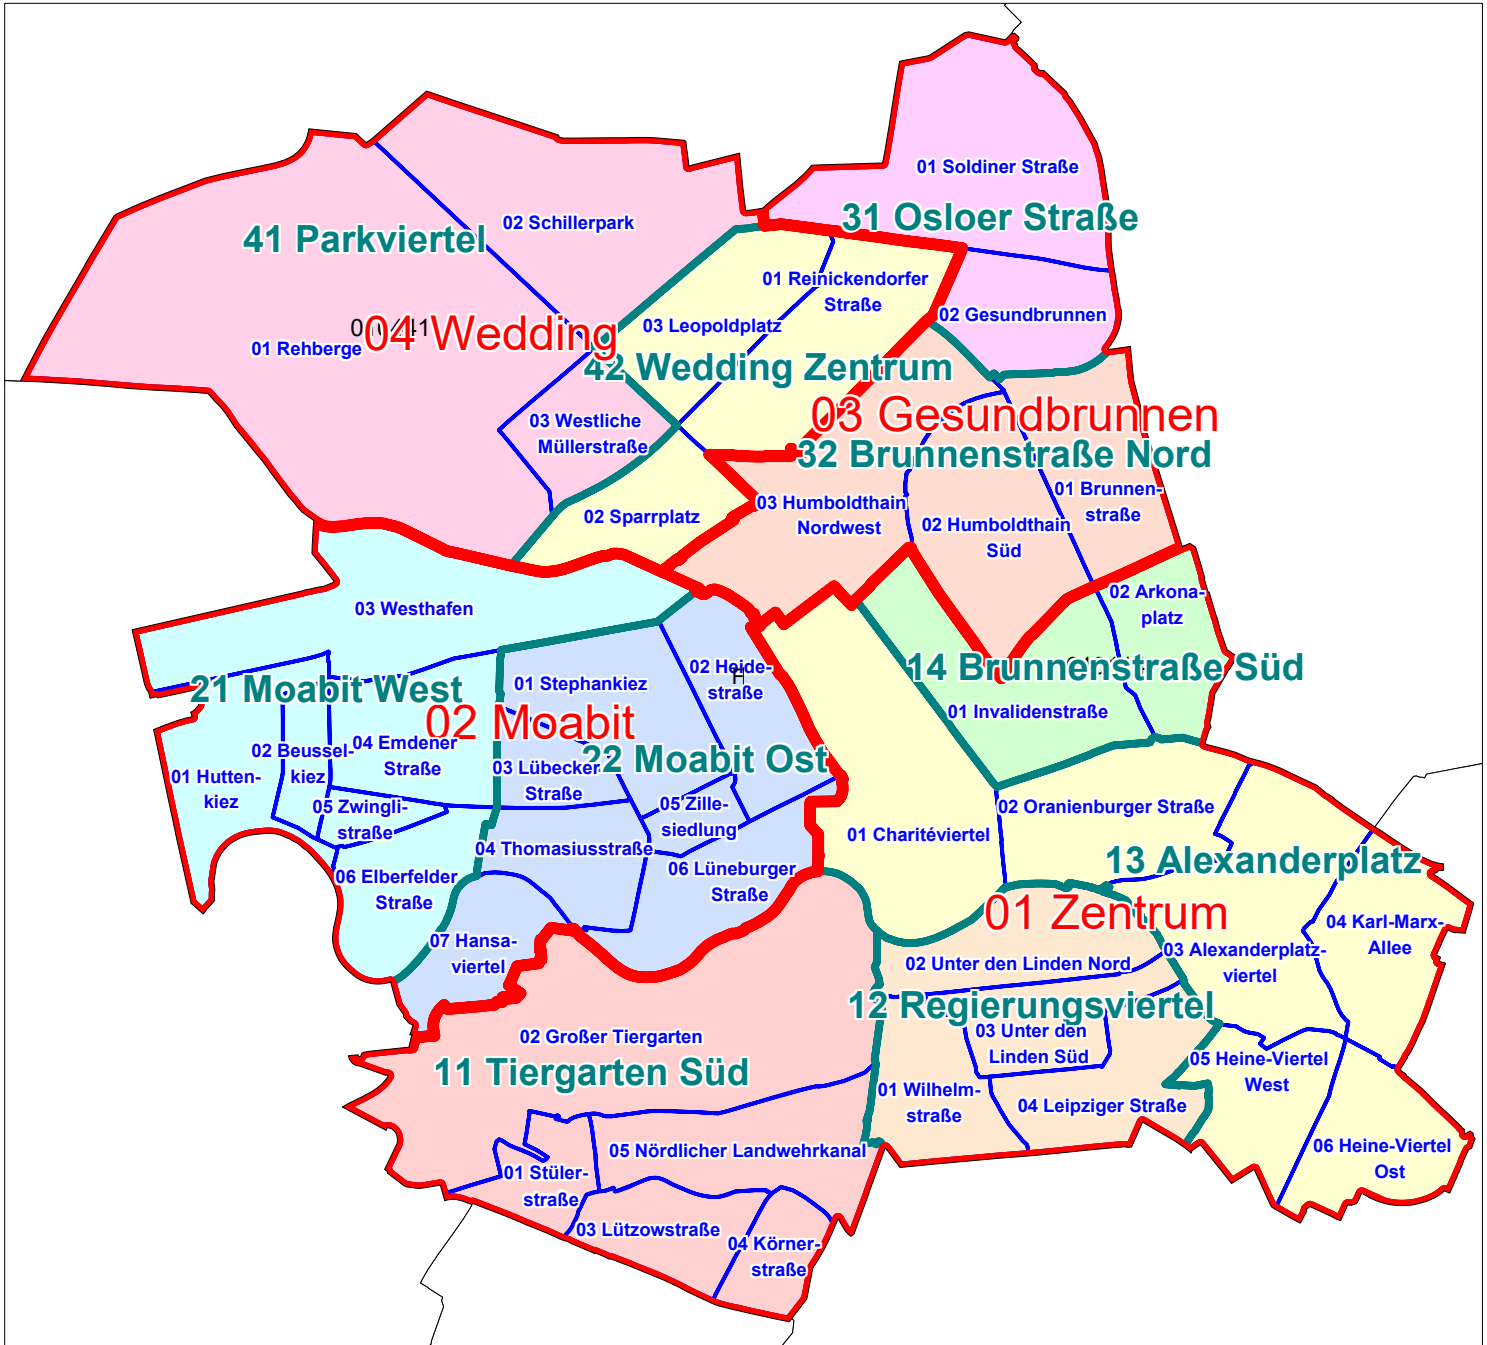 01 Soldiner Straße
31 Osloer Straße
02 Schillerpark
41 Parkviertel
01 Reinickendorfer
Straße
02 Gesundbrunnen
03 Leopoldplatz
04 Wedding
01 Rehberge
42 Wedding Zentrum
03 Gesundbrunnen
03 Westliche
Müllerstraße
32 Brunnenstraße Nord
01 Brunnen-
straße
03 Humboldthain
Nordwest
02 Sparrplatz
02 Humboldthain
Süd
02 Arkona-
platz
03 Westhafen
14 Brunnenstraße Süd
01 Invalidenstraße
02 Heide-
straße
01 Stephankiez
21 Moabit West
02 Moabit
22 Moabit Ost
02 Beussel-
kiez
04 Emdener
Straße
01 Hutten-
kiez
03 Lübecker
Straße
05 Zwingli-
straße
05 Zille-
siedlung
04 Thomasiusstraße
06 Lüneburger
Straße
06 Elberfelder
Straße
07 Hansa-
viertel
02 Oranienburger Straße
01 Charitéviertel
13 Alexanderplatz
01 Zentrum
04 Karl-Marx-
Allee
03 Alexanderplatz-
viertel
02 Unter den Linden Nord
12 Regierungsviertel
03 Unter den
Linden Süd
02 Großer Tiergarten
11 Tiergarten Süd
05 Heine-Viertel
West
01 Wilhelm-
straße
04 Leipziger Straße
05 Nördlicher Landwehrkanal
06 Heine-Viertel
Ost
01 Stüler-
straße
03 Lützowstraße
04 Körner-
straße